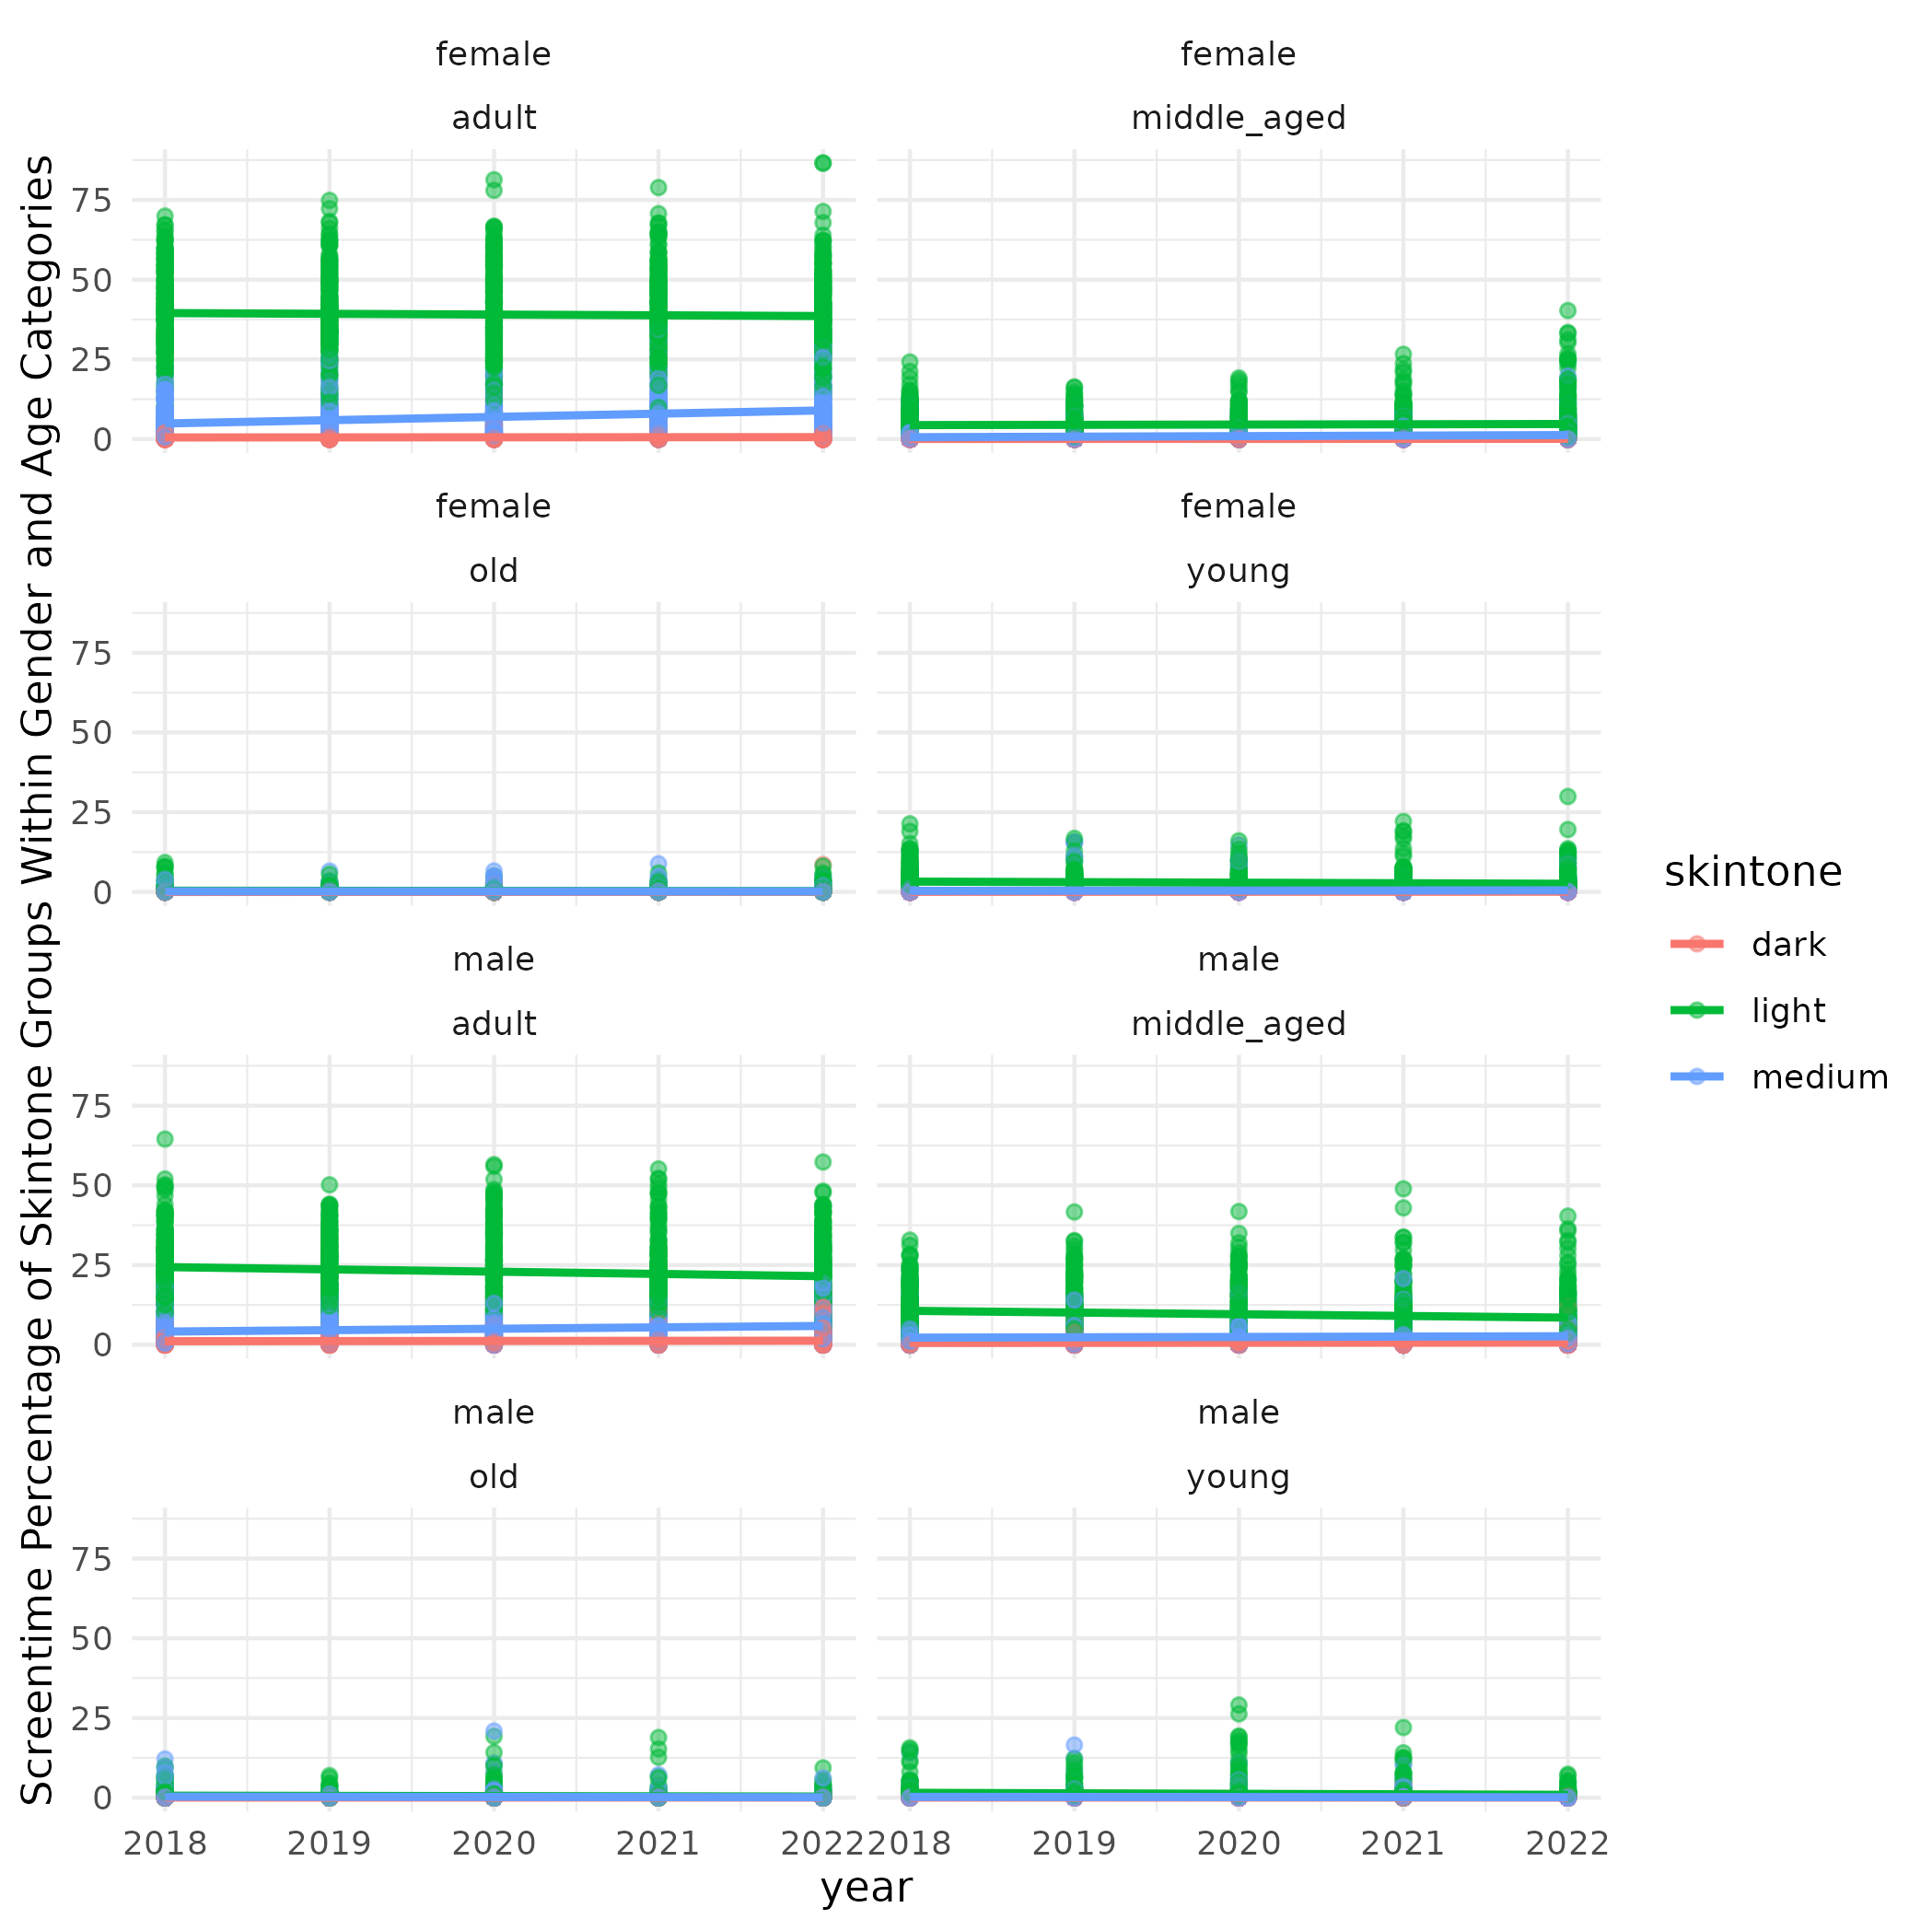 female
female
adult
middle_aged
75
50
25
0
female
female
old
young
75
50
25
0
male
male
adult
middle_aged
75
50
25
0
male
male
old
young
75
50
25
0
2018 2019 2020 2021 2022 2018 2019 2020 2021 2022
year
Screentime Percentage of Skintone Groups Within Gender and Age Categories
skintone
dark
light
medium